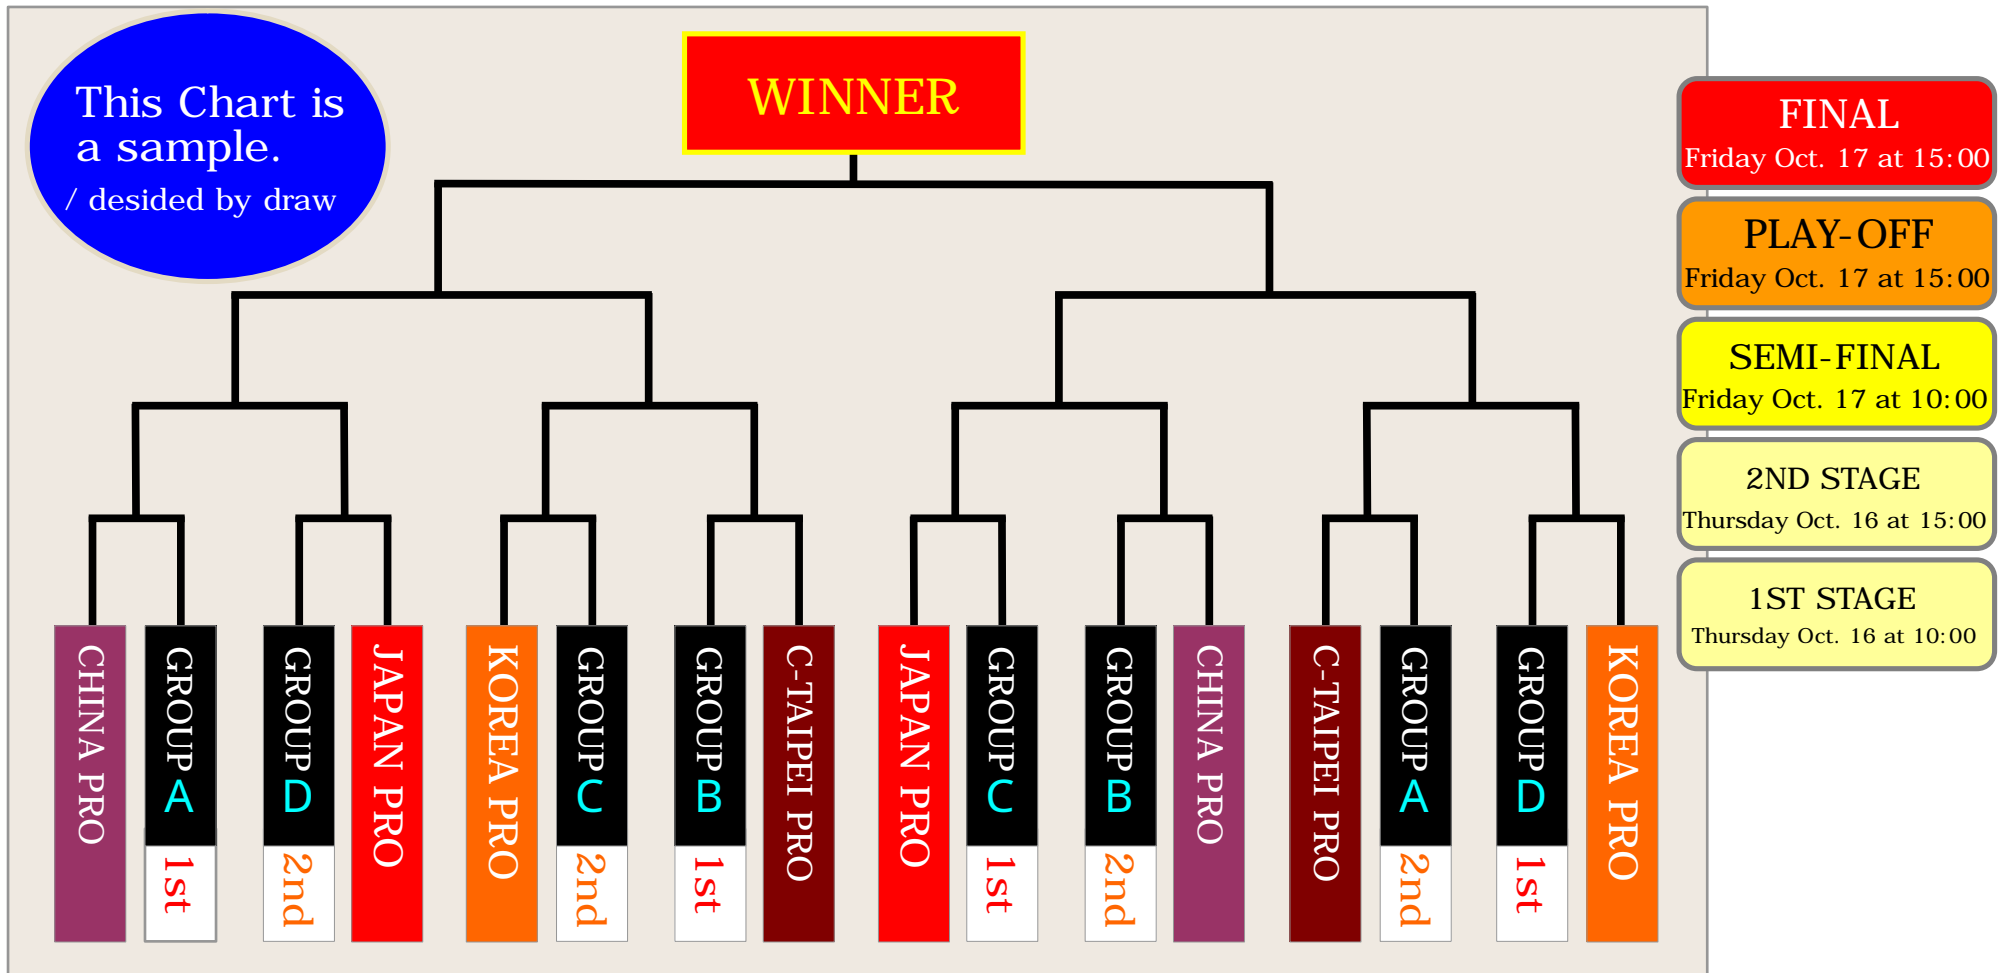 This Chart is
a sample.
/ desided by draw
WINNER
FINAL
Friday Oct. 17 at 15:00
PLAY-OFF
Friday Oct. 17 at 15:00
SEMI-FINAL
Friday Oct. 17 at 10:00
2ND STAGE
Thursday Oct. 16 at 15:00
1ST STAGE
Thursday Oct. 16 at 10:00
CHINA PRO
GROUP A 1st
GROUP D 2nd
JAPAN PRO
KOREA PRO
GROUP C 2nd
GROUP B 1st
C-TAIPEI PRO
JAPAN PRO
GROUP C 1st
GROUP B 2nd
CHINA PRO
C-TAIPEI PRO
GROUP A 2nd
GROUP D 1st
KOREA PRO